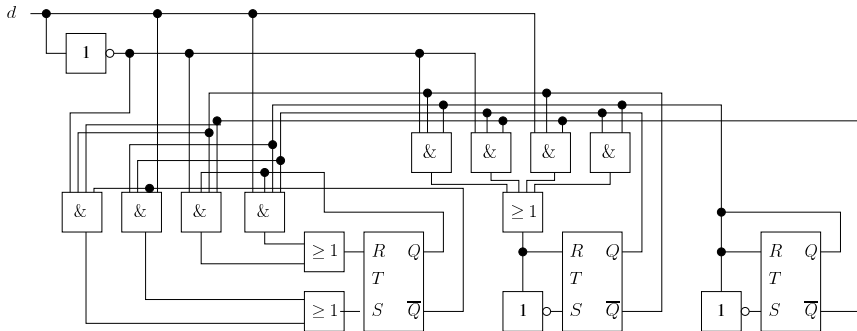 d
1
& & & &
& & & &
≥ 1
≥ 1 R Q R Q R Q
T T T
≥ 1 S Q̅ 1 S Q̅ 1 S Q̅